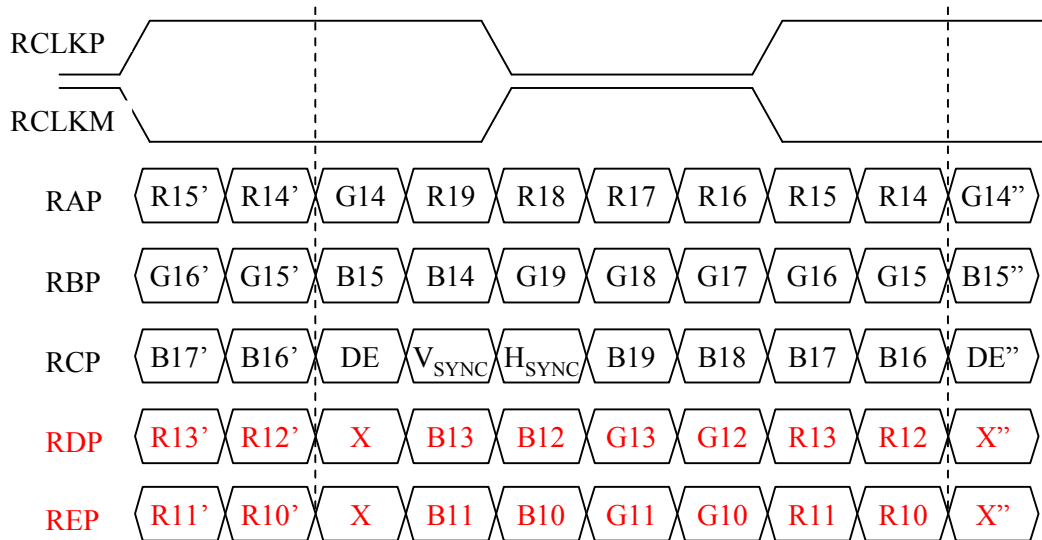 RCLKP
RCLKM
RAP R15’ R14’ G14 R19 R18 R17 R16 R15 R14 G14”
RBP G16’ G15’ B15 B14 G19 G18 G17 G16 G15 B15”
RCP B17’ B16’ DE VSYNC HSYNC B19 B18 B17 B16 DE”
RDP R13’ R12’ X B13 B12 G13 G12 R13 R12 X”
REP R11’ R10’ X B11 B10 G11 G10 R11 R10 X”